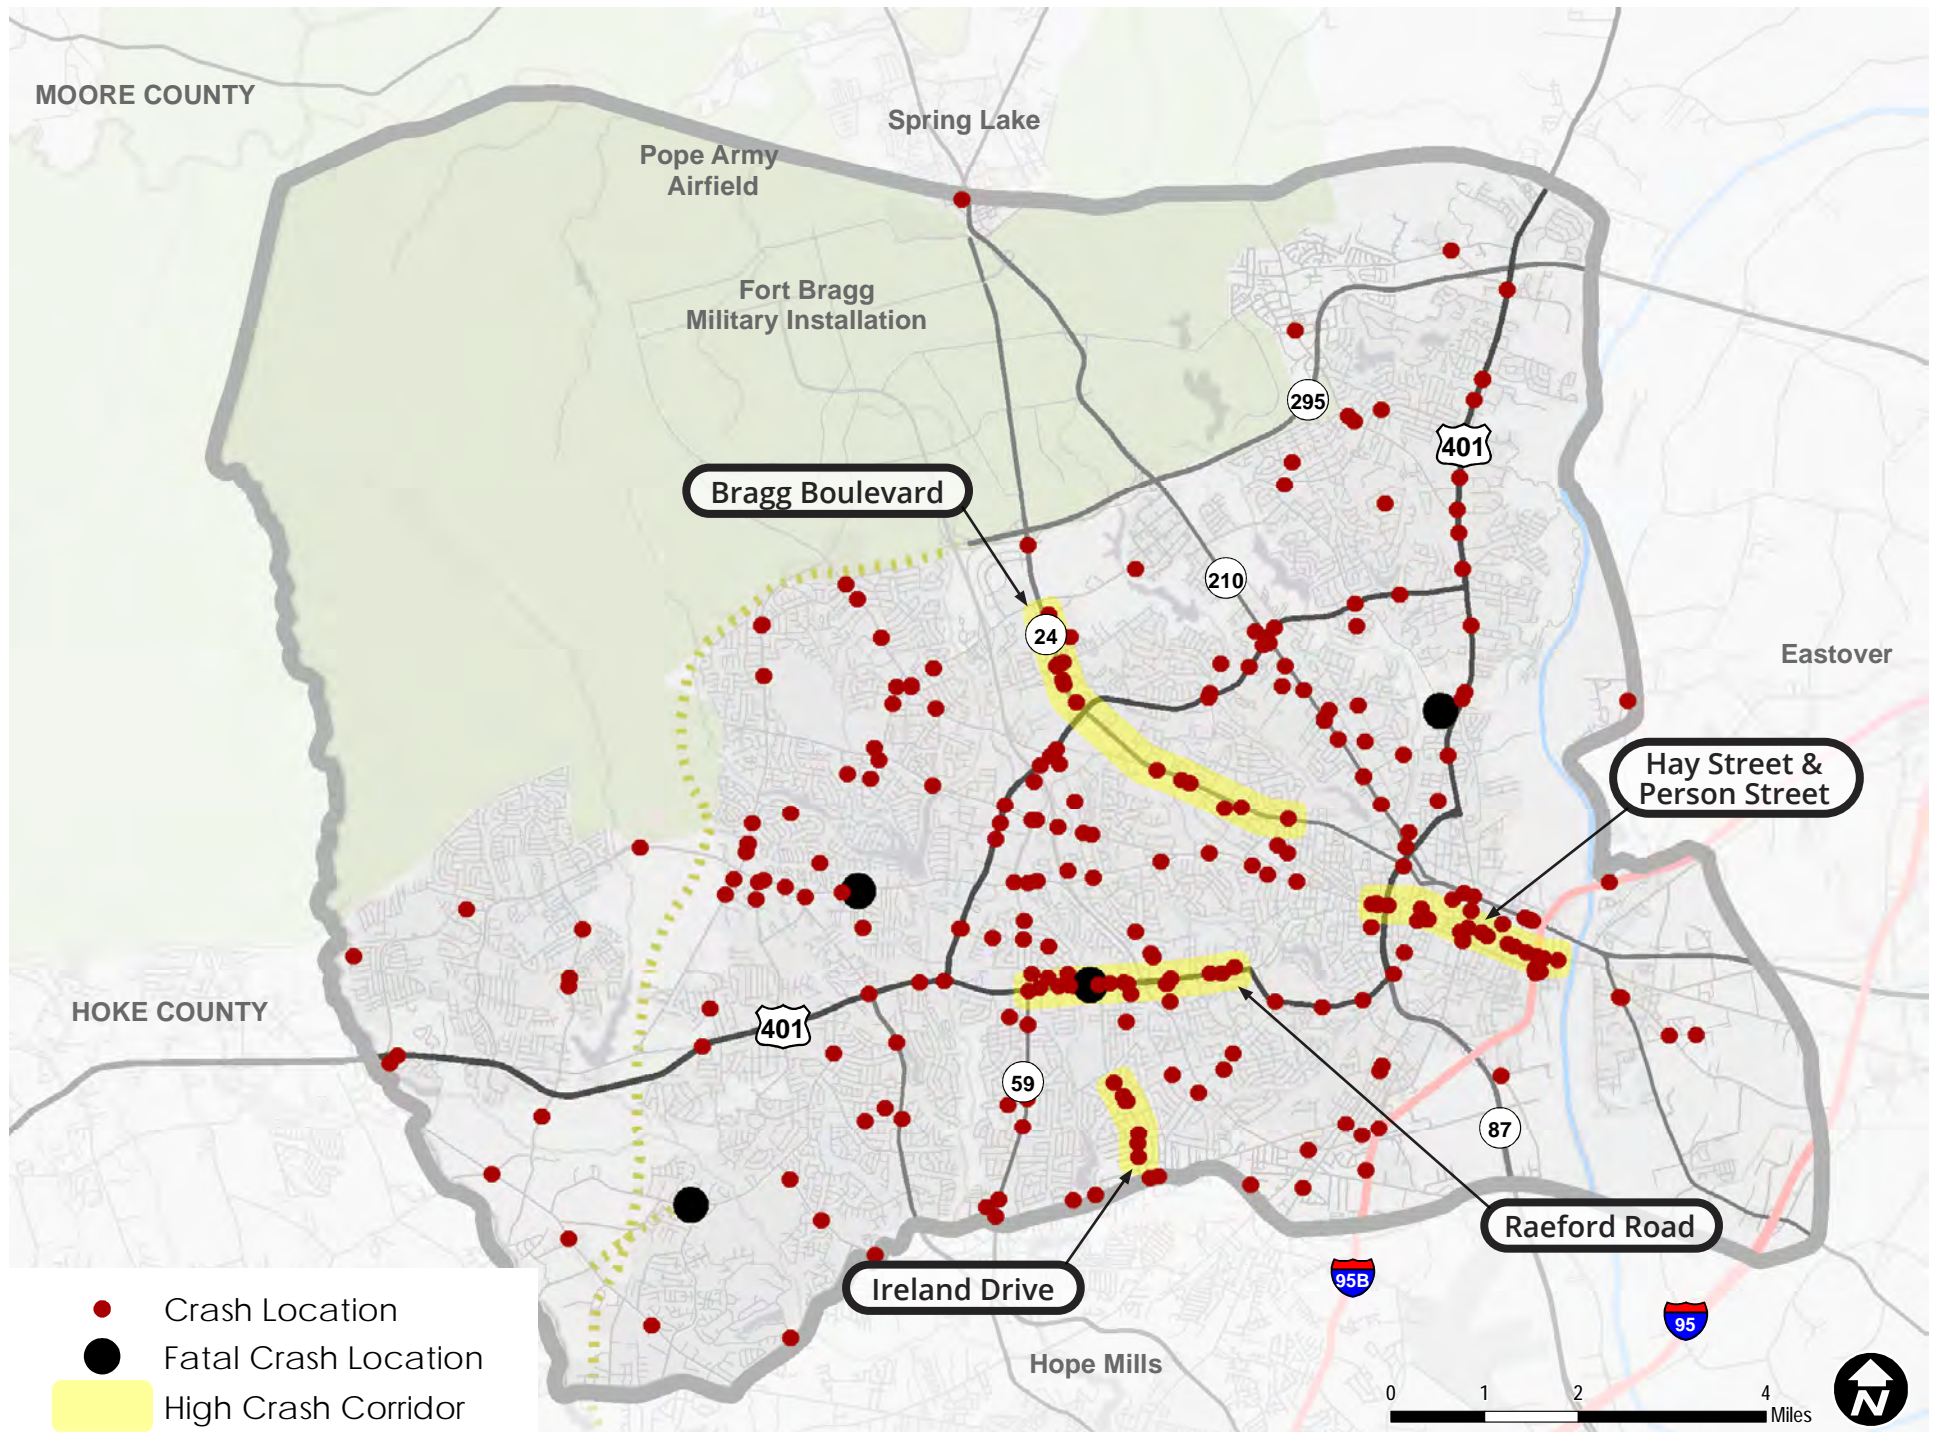 MOORE COUNTY
Spring Lake
Pope Army
Airfield
Fort Bragg
Military Installation
295
401
Bragg Boulevard
210
24
Eastover
Hay Street &
Person Street
HOKE COUNTY
401
59
87
Raeford Road
Ireland Drive
95B
95
Hope Mills
Crash Location
Fatal Crash Location
High Crash Corridor
0 1 2 4
Miles
N